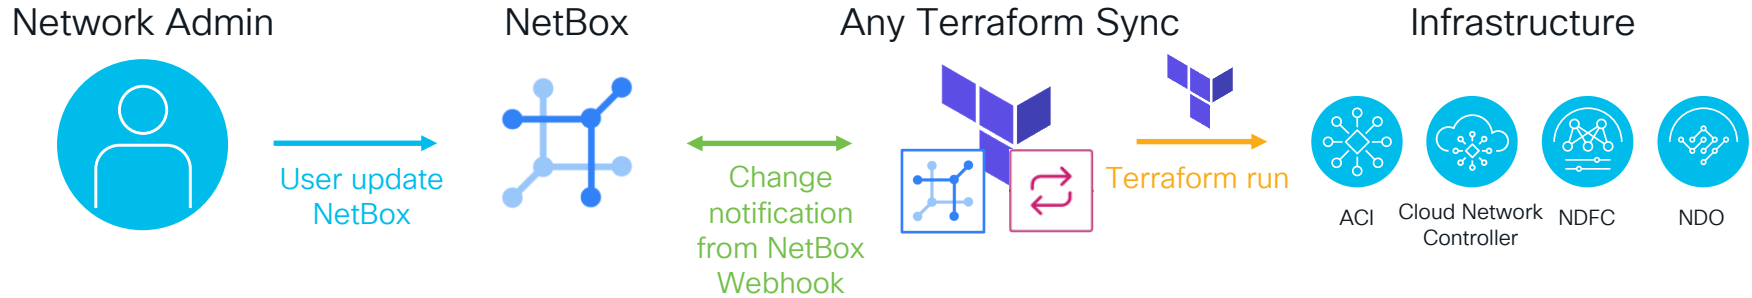 Network Admin
NetBox
Any Terraform Sync
Infrastructure
User update
NetBox
Change
notification
from NetBox
Webhook
Terraform run
ACI
Cloud Network
Controller
NDFC
NDO